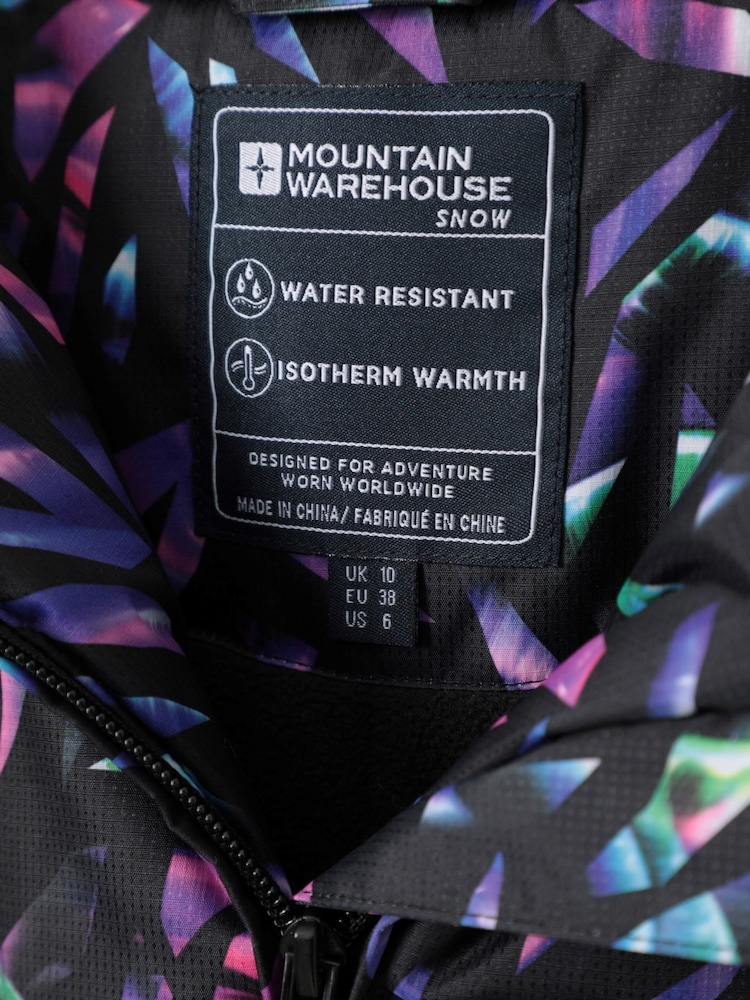 MOUNTAIN
WAREHOUSE
SNOW
WATER RESISTANT
ISOTHERM WARMTH
DESIGNED FOR ADVENTURE
WORN WORLDWIDE
MADE IN CHINA/ FABRIQUÉ EN CHINE
UK 10
EU 38
US 6